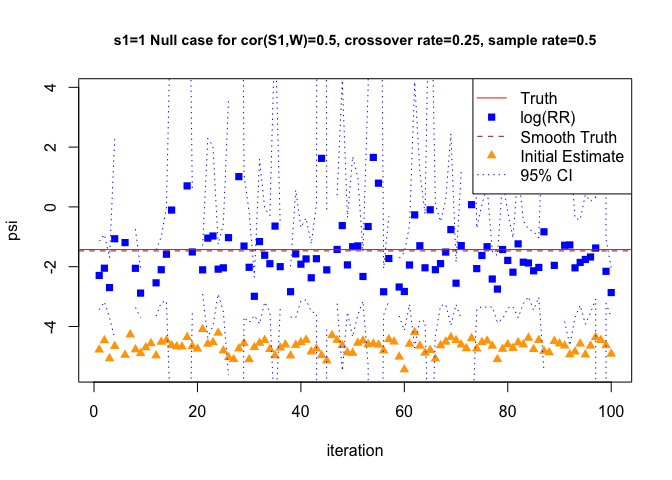 s1=1 Null case for cor(S1,W)=0.5, crossover rate=0.25, sample rate=0.5
psi
4
2
0
-2
-4
0
20
40
60
80
100
iteration
Truth
log(RR)
Smooth Truth
Initial Estimate
95% CI